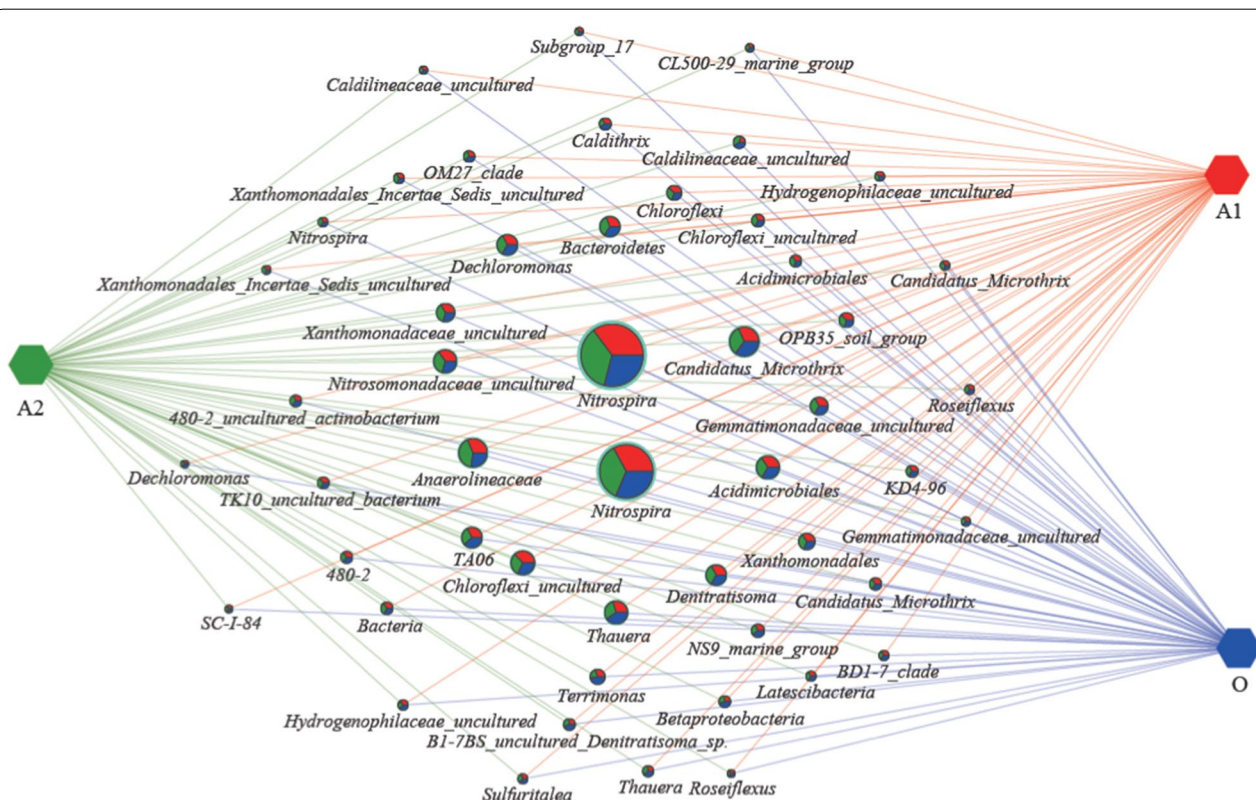 Subgroup_17
CL500-29_marine_group
Caldilineaceae_uncultured
Caldithrix
Caldilineaceae_uncultured
OM27_clade
Xanthomonadales_Incertae_Sedis_uncultured
Hydrogenophilaceae_uncultured
A1
Chloroflexi
Nitrospira
Bacteroidetes
Chloroflexi_uncultured
Dechloromonas
Xanthomonadales_Incertae_Sedis_uncultured
Acidimicrobiales
Candidatus_Microthrix
Xanthomonadaceae_uncultured
OPB35_soil_group
Nitrosomonadaceae_uncultured
Candidatus_Microthrix
Nitrospira
A2
480-2_uncultured_actinobacterium
Gemmatimonadaceae_uncultured
Roseiflexus
Dechloromonas
Anaerolineaceae
TK10_uncultured_bacterium
Nitrospira
Acidimicrobiales
KD4-96
Gemmatimonadaceae_uncultured
TA06
Xanthomonadales
480-2
Chloroflexi_uncultured
Denitratisoma
Candidatus_Microthrix
SC-I-84
Bacteria
Thauera
NS9_marine_group
BD1-7_clade
O
Terrimonas
Latescibacteria
Hydrogenophilaceae_uncultured
Betaproteobacteria
B1-7BS_uncultured_Denitratisoma_sp.
Sulfuritalea
Thauera
Roseiflexus